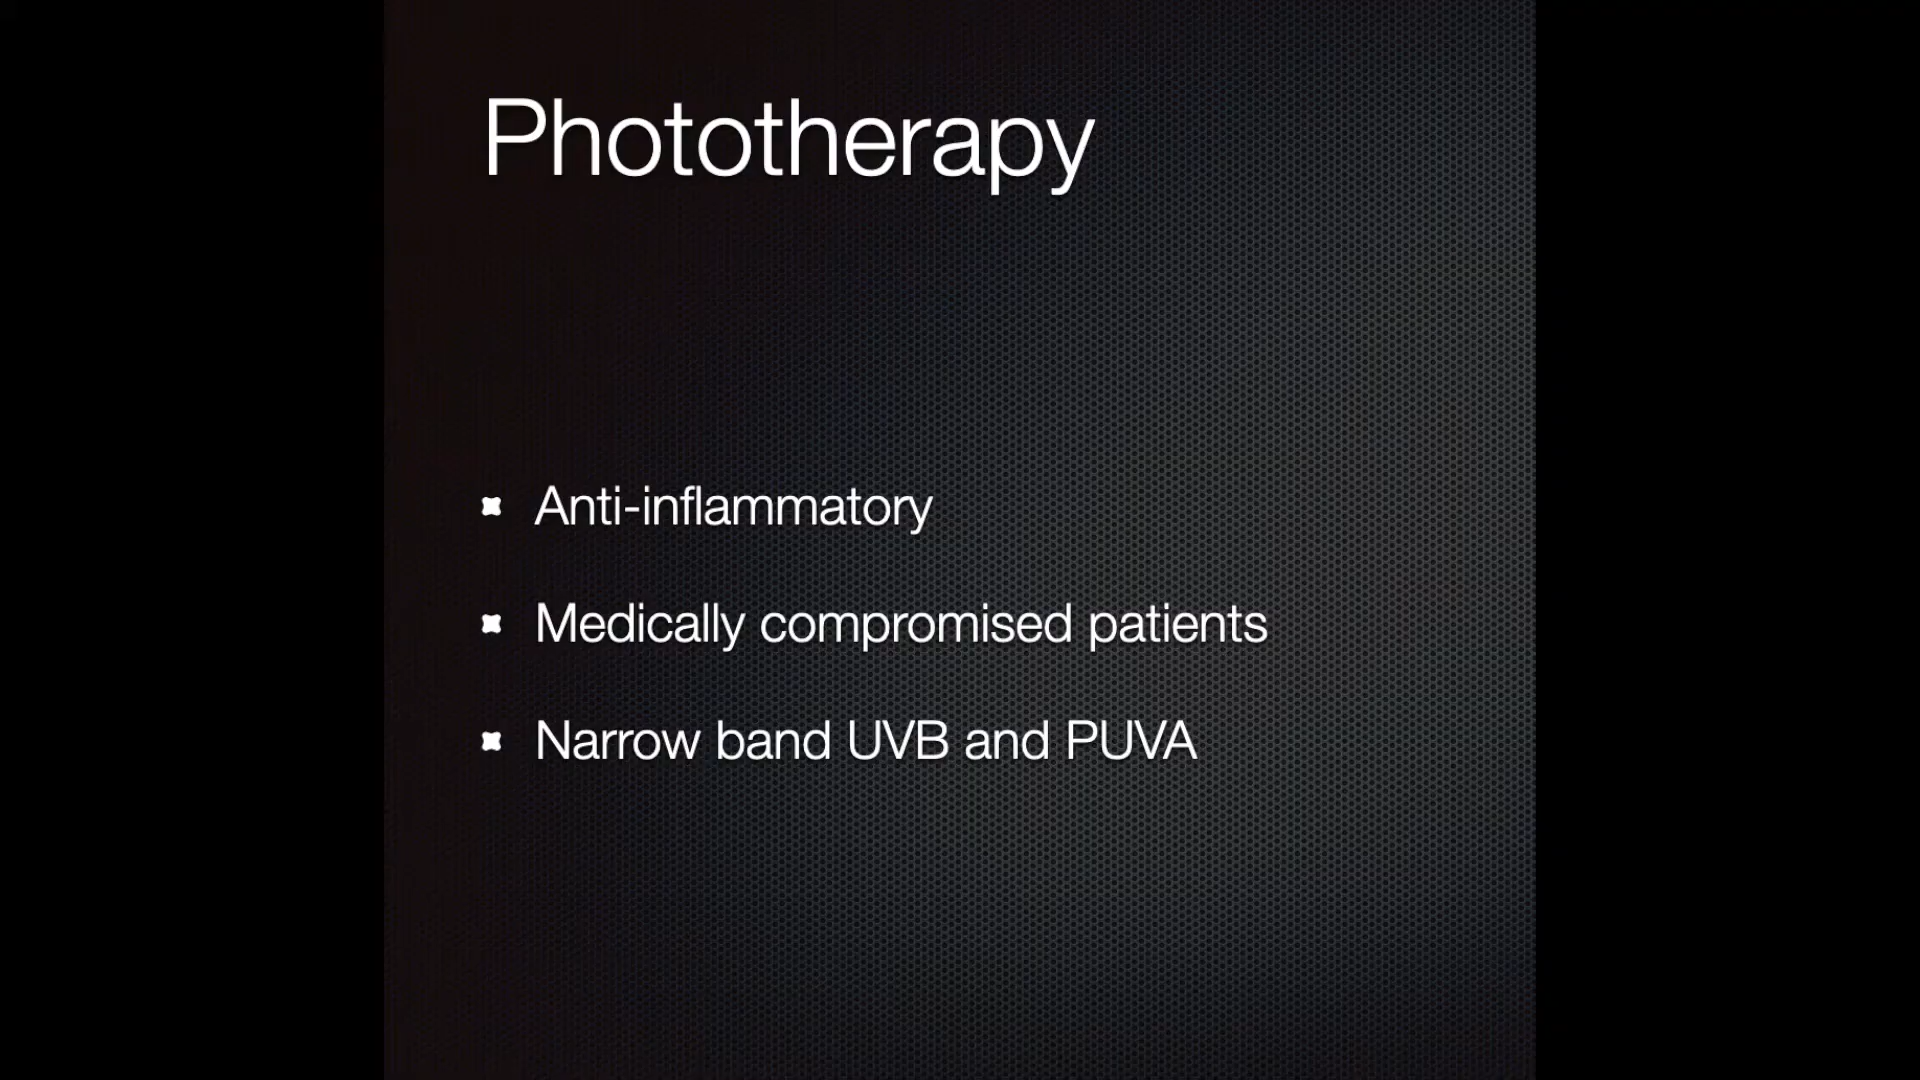 Phototherapy
Anti-inflammatory
Medically compromised patients
Narrow band UVB and PUVA